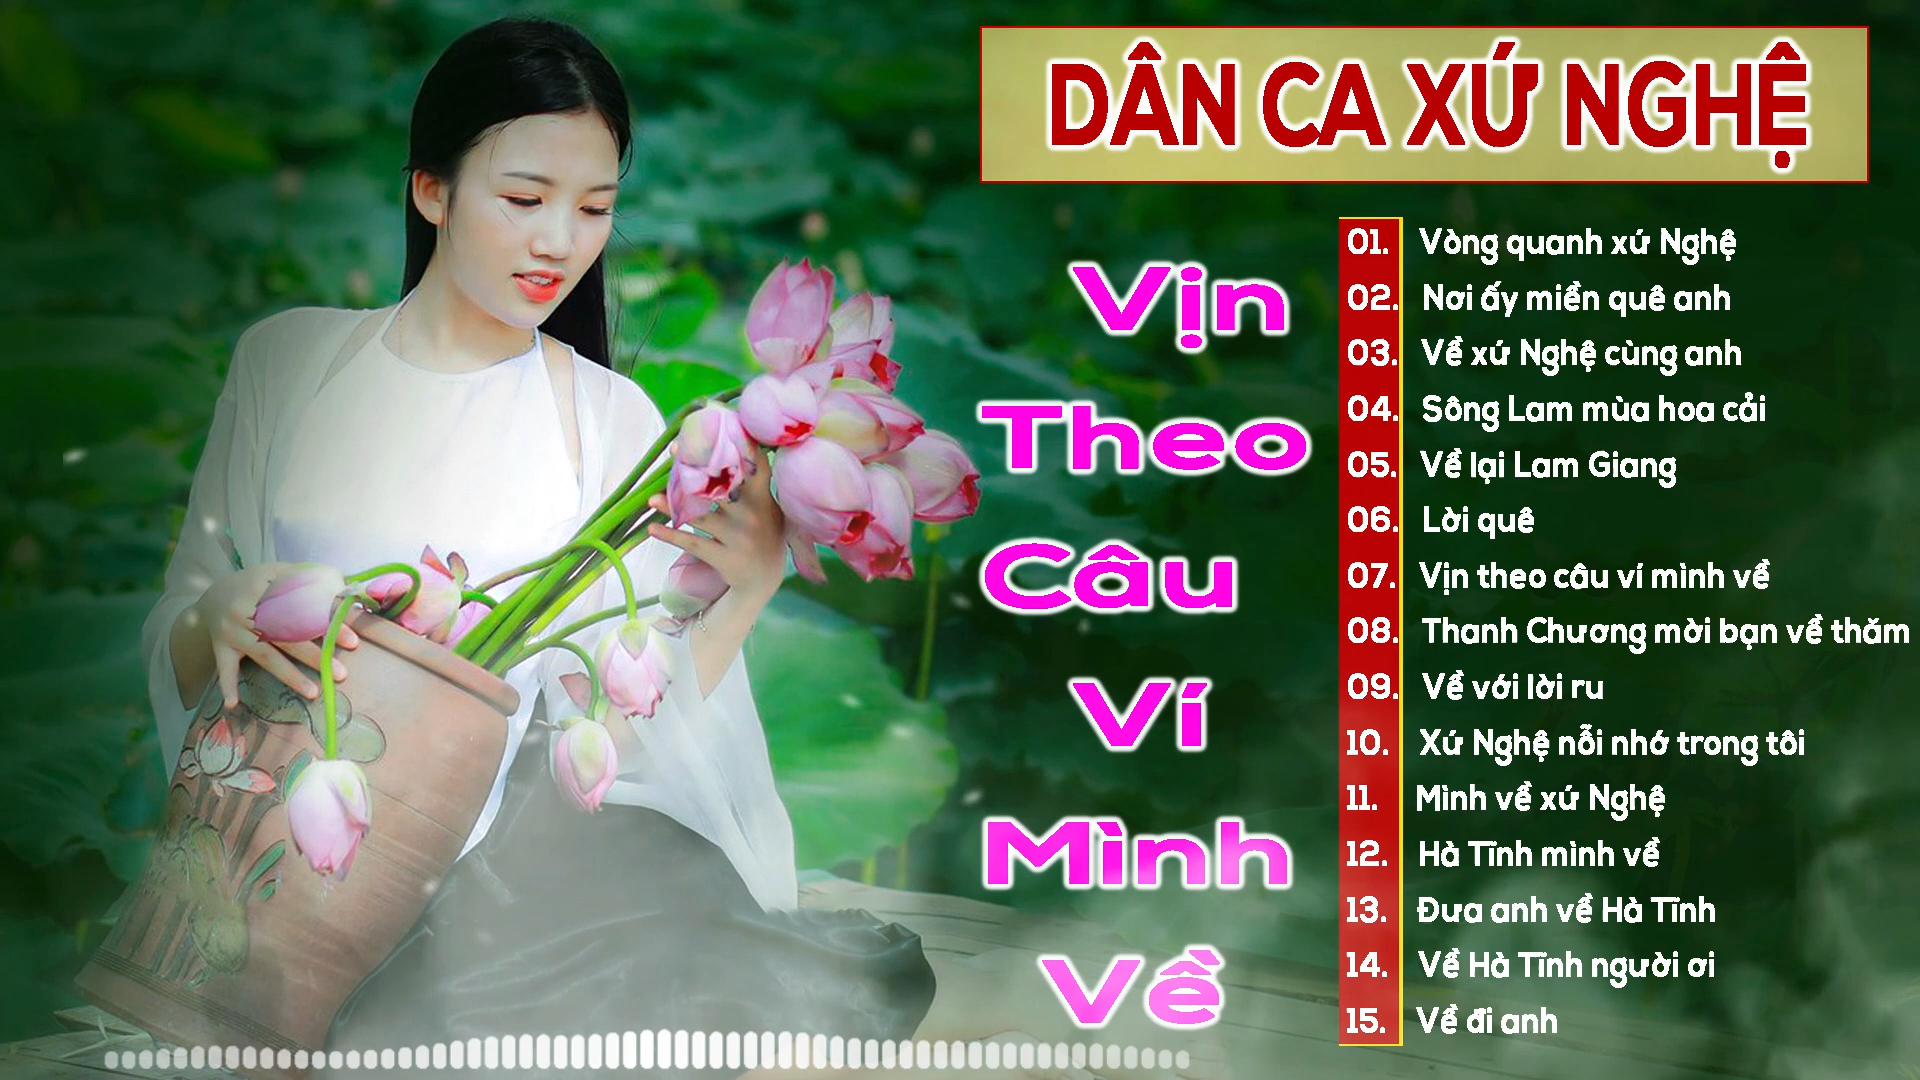 DÂN CA XỨ NGHỆ
Vịn
Theo
Câu
Ví
Mình
Về
01. Vòng quanh xứ Nghệ
02. Nơi ấy miền quê anh
03. Về xứ Nghệ cùng anh
04. Sông Lam mùa hoa cải
05. Về lại Lam Giang
06. Lời quê
07. Vịn theo câu ví mình về
08. Thanh Chương mời bạn về thăm
09. Về với lời ru
10. Xứ Nghệ nỗi nhớ trong tôi
11. Mình về xứ Nghệ
12. Hà Tĩnh mình về
13. Đưa anh về Hà Tĩnh
14. Về Hà Tĩnh người ơi
15. Về đi anh